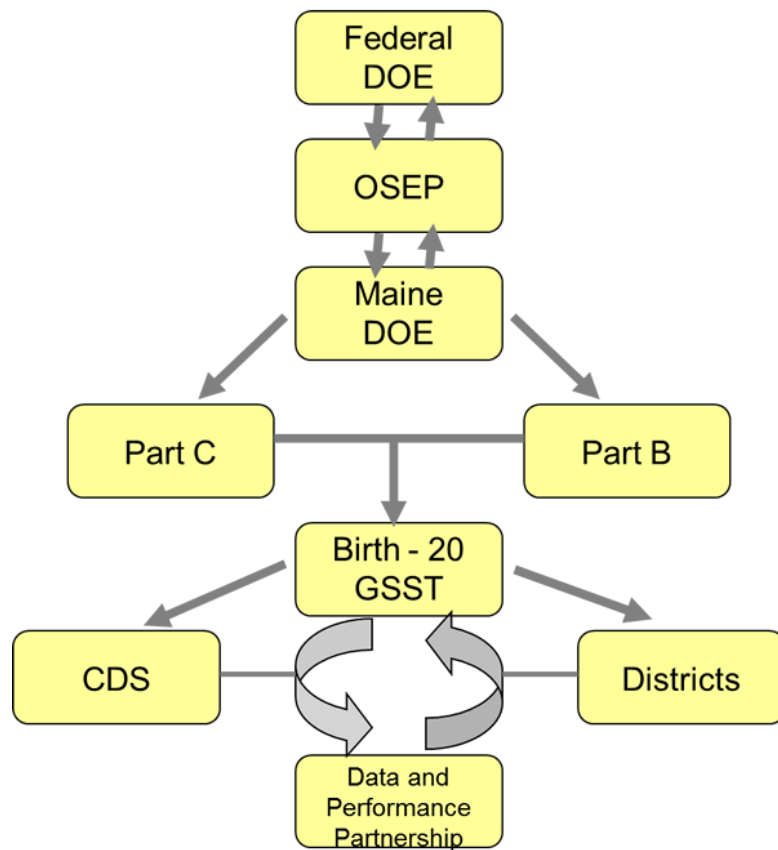 Federal
DOE
OSEP
Maine
DOE
Part C
Part B
Birth - 20
GSST
CDS
Districts
Data and
Performance
Partnership